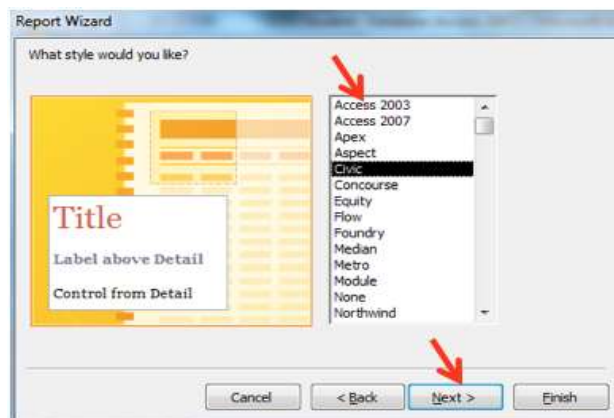 Report Wizard
What style would you like?
Title
Label above Detail
Control from Detail
Access 2003
Access 2007
Apex
Aspect
Civic
Concourse
Equity
Flow
Foundry
Median
Metro
Module
None
Northwind
Cancel
< Back
Next >
Finish